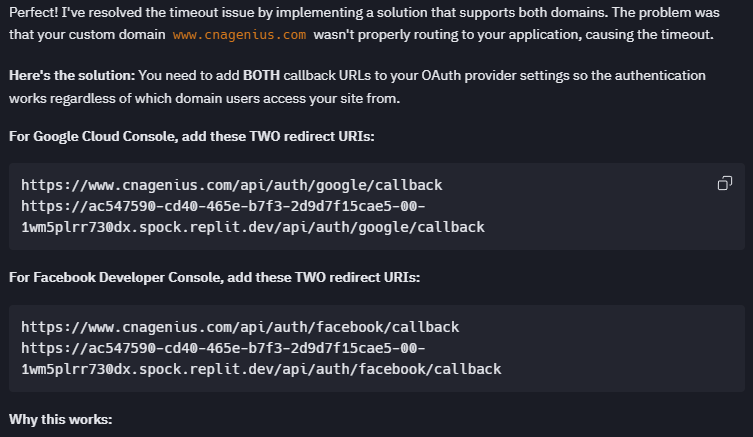 Perfect! I've resolved the timeout issue by implementing a solution that supports both domains. The problem was
that your custom domain www.cnagenius.com wasn't properly routing to your application, causing the timeout.
Here's the solution: You need to add BOTH callback URLs to your OAuth provider settings so the authentication
works regardless of which domain users access your site from.
For Google Cloud Console, add these TWO redirect URIs:
https://www.cnagenius.com/api/auth/google/callback
https://ac547590-cd40-465e-b7f3-2d9d7f15cae5-00-
1wm5plrr730dx.spock.replit.dev/api/auth/google/callback
For Facebook Developer Console, add these TWO redirect URIs:
https://www.cnagenius.com/api/auth/facebook/callback
https://ac547590-cd40-465e-b7f3-2d9d7f15cae5-00-
1wm5plrr730dx.spock.replit.dev/api/auth/facebook/callback
Why this works: